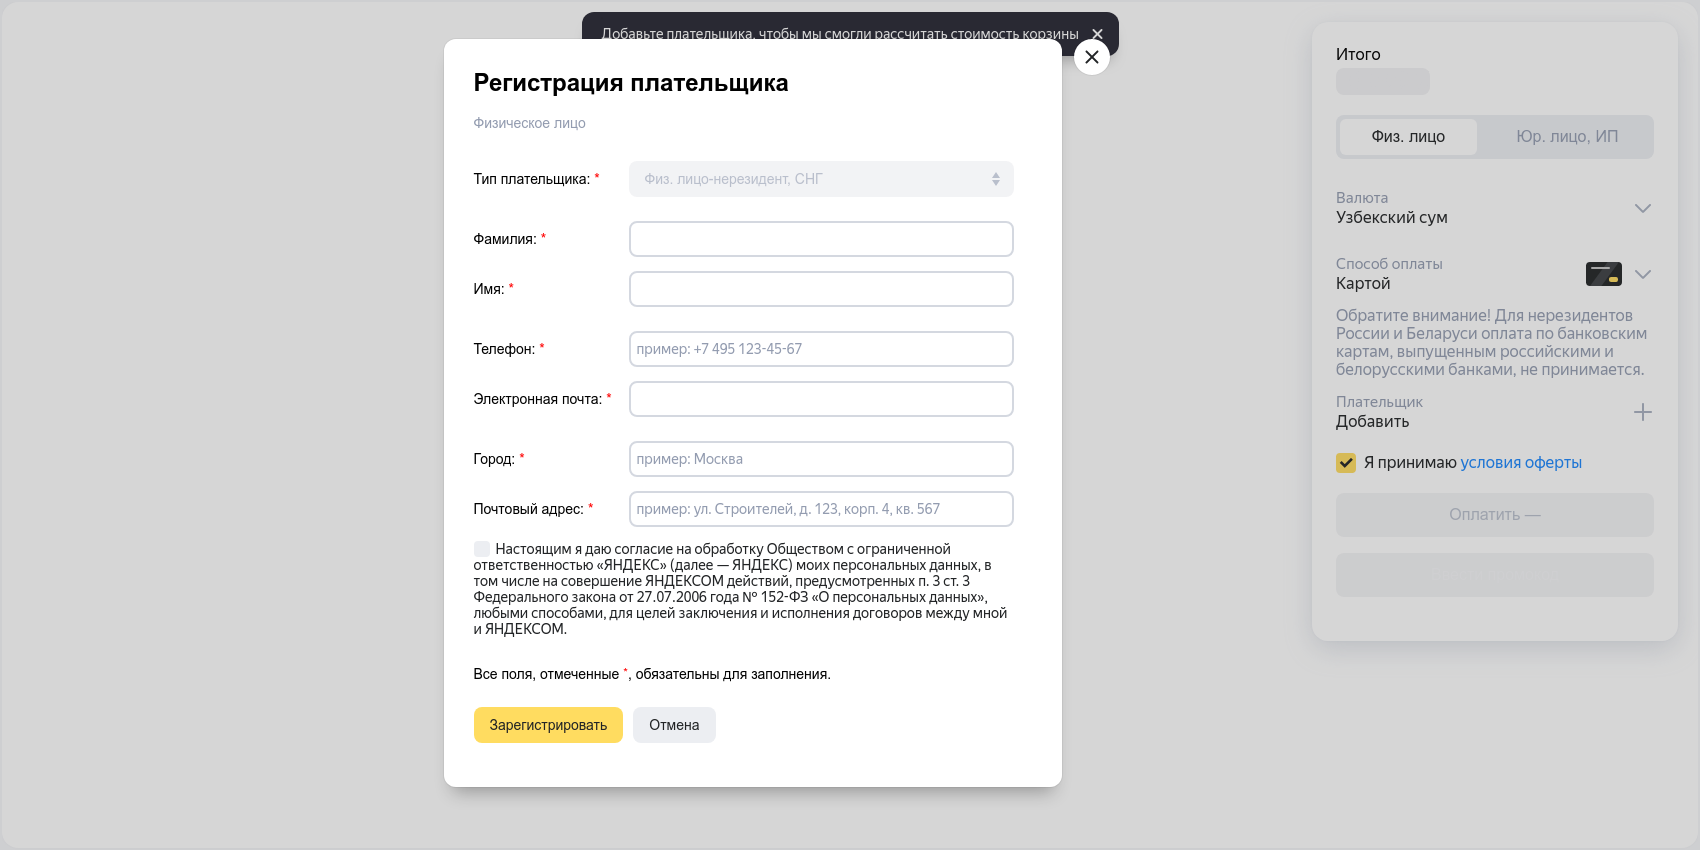 Добавьте плательщика, чтобы мы смогли рассчитать стоимость корзины
Регистрация плательщика
Физическое лицо
Тип плательщика: *
Физ. лицо-нерезидент, СНГ
Фамилия: *
Имя: *
Телефон: *
пример: +7 495 123-45-67
Электронная почта: *
Город: *
пример: Москва
Почтовый адрес: *
пример: ул. Строителей, д. 123, корп. 4, кв. 567
Настоящим я даю согласие на обработку Обществом с ограниченной
ответственностью «ЯНДЕКС» (далее — ЯНДЕКС) моих персональных данных, в
том числе на совершение ЯНДЕКСОМ действий, предусмотренных п. 3 ст. 3
Федерального закона от 27.07.2006 года № 152-ФЗ «О персональных данных»,
любыми способами, для целей заключения и исполнения договоров между мной
и ЯНДЕКСОМ.
Все поля, отмеченные *, обязательны для заполнения.
Зарегистрировать
Отмена
Итого
Физ. лицо
Юр. лицо, ИП
Валюта
Узбекский сум
Способ оплаты
Картой
Обратите внимание! Для нерезидентов
России и Беларуси оплата по банковским
картам, выпущенным российскими и
белорусскими банками, не принимается.
Плательщик
Добавить
Я принимаю условия оферты
Оплатить —